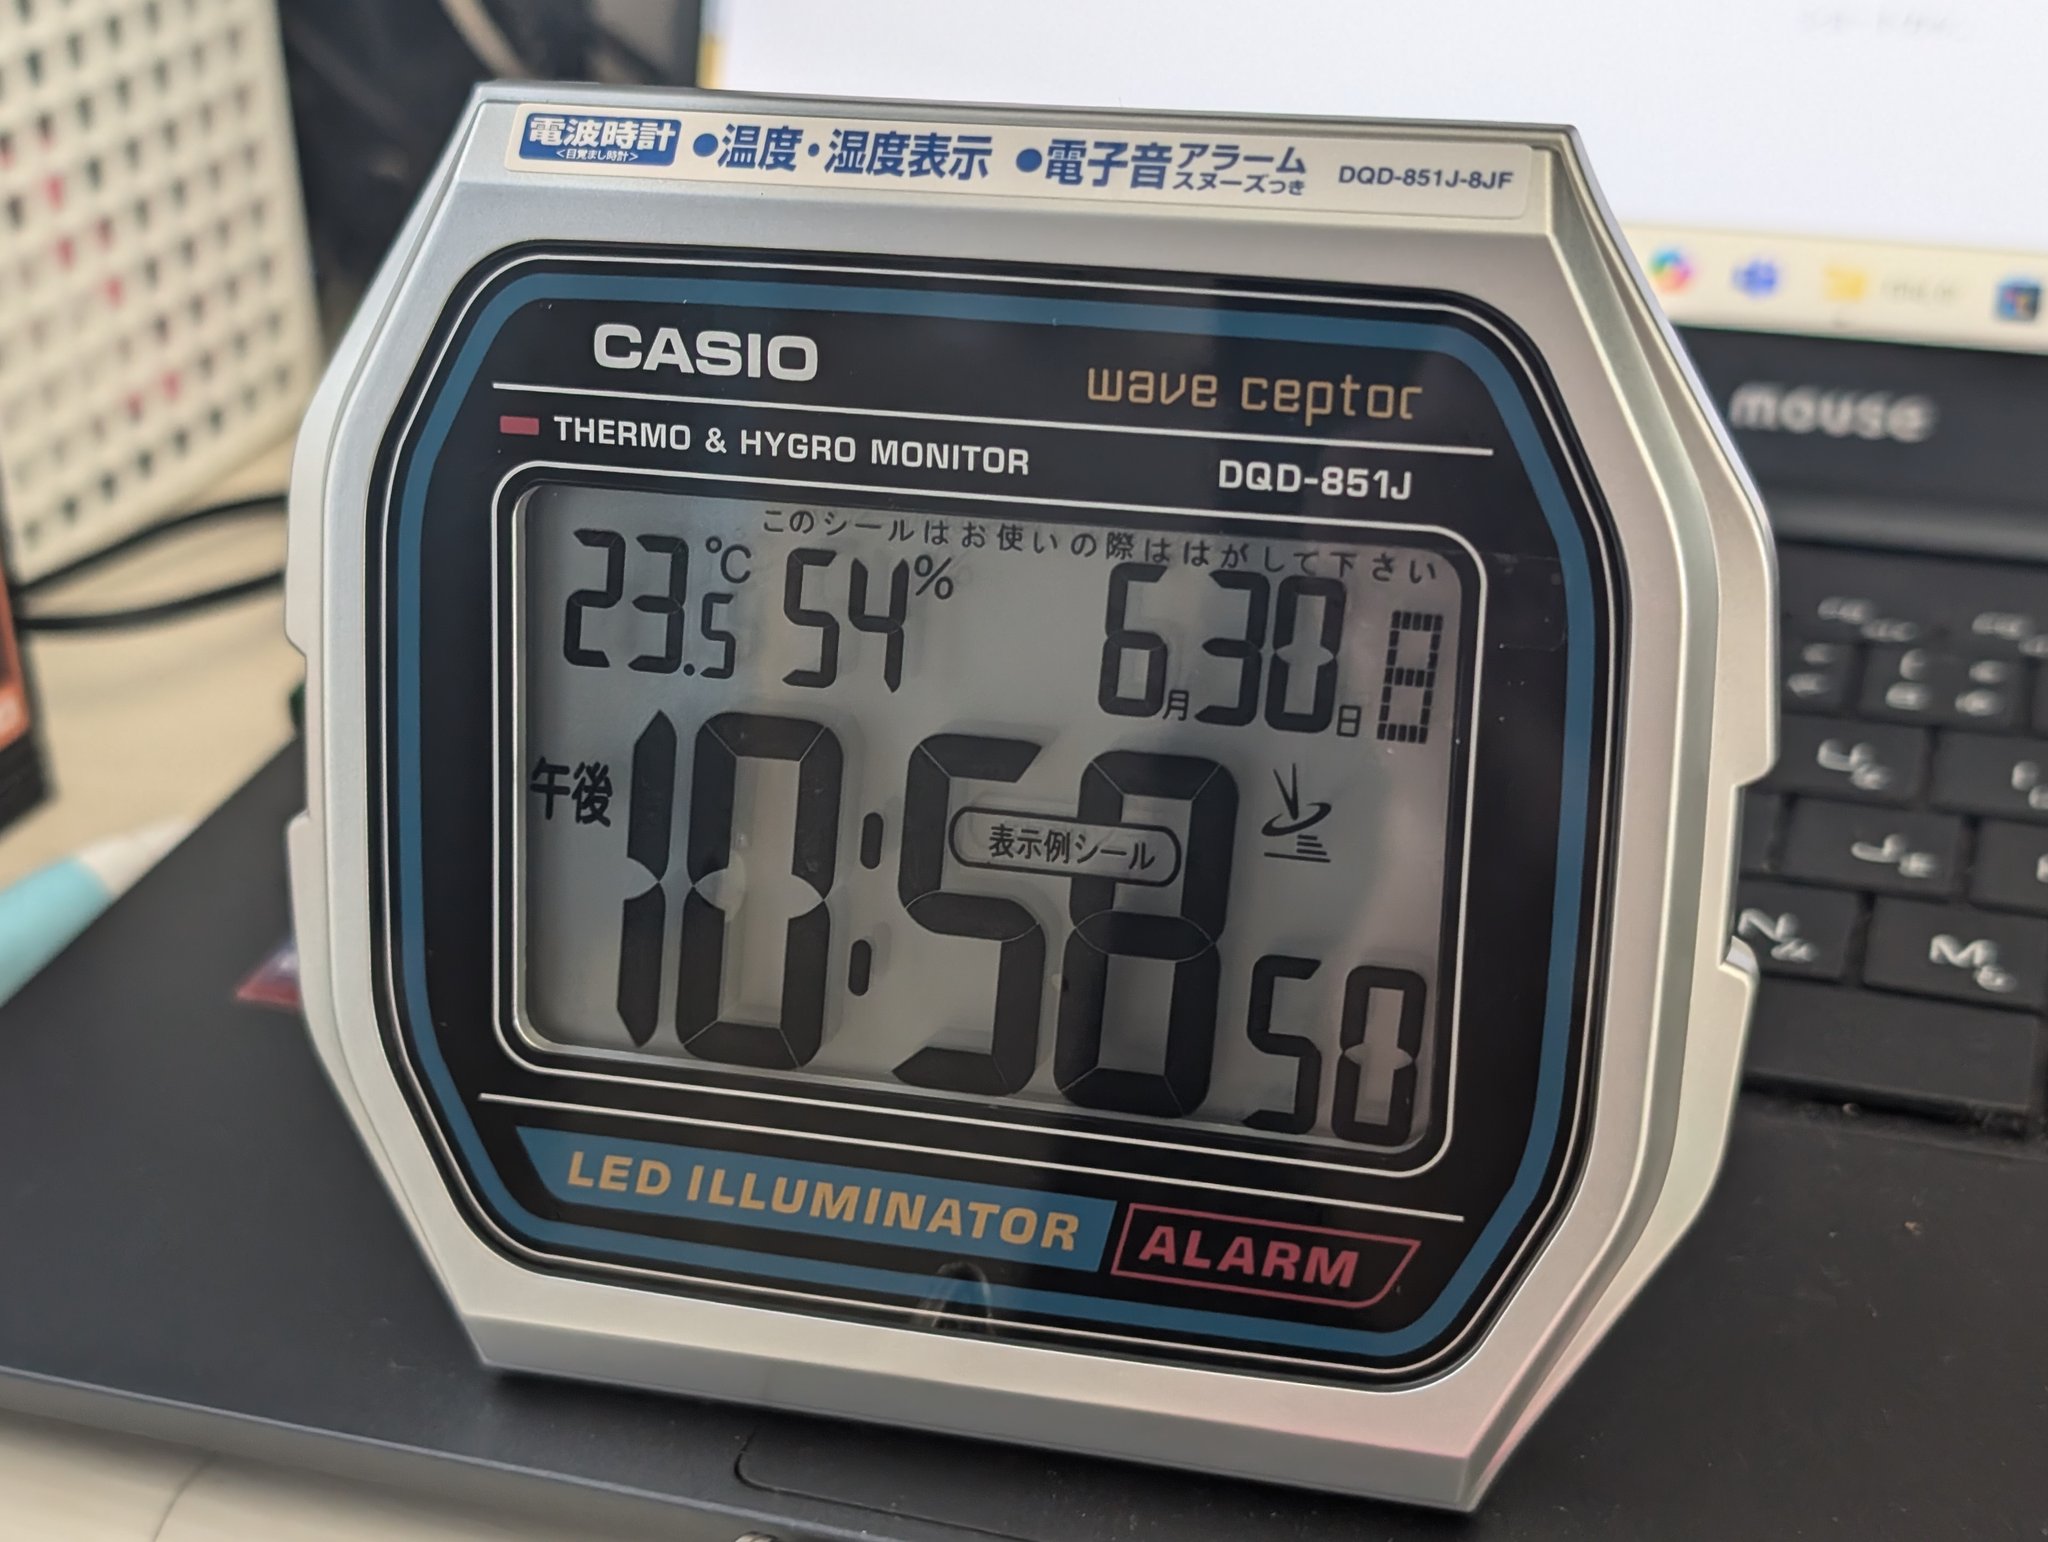 電波時計 ●温度・湿度表示 ●電子音アラーム スヌーズつき DQD-851J-8JF
<目覚まし時計>
CASIO wave ceptor
THERMO & HYGRO MONITOR DQD-851J
このシールはお使いの際ははがして下さい
23.5℃ 54% 6月30日 日
午後 10:58 50
表示例シール
LED ILLUMINATOR ALARM
mouse
N
M